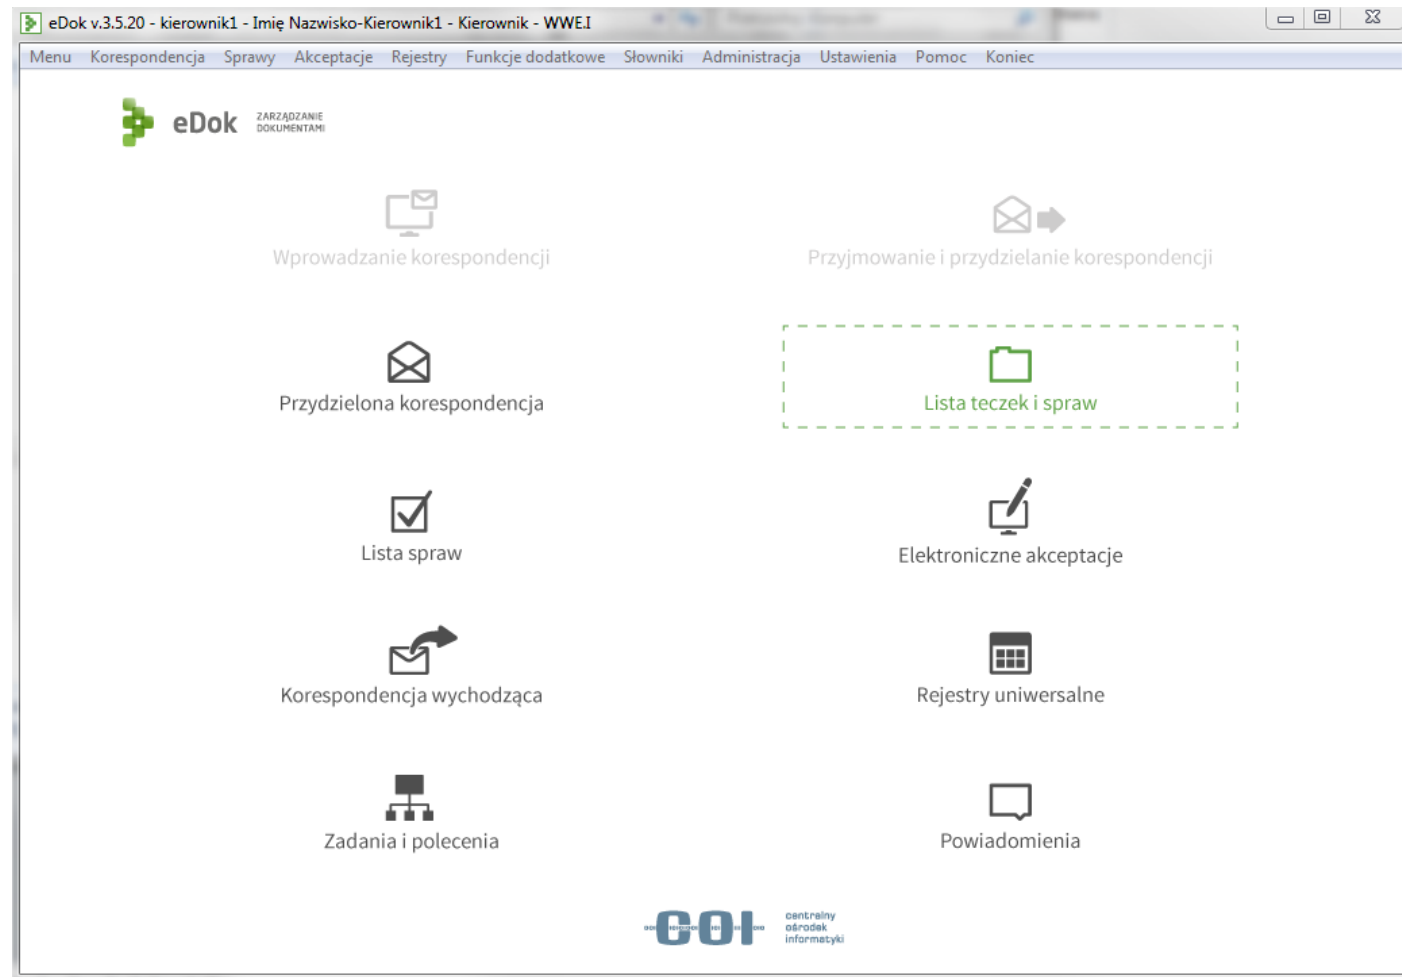 eDok v.3.5.20 - kierownik1 - Imię Nazwisko-Kierownik1 - Kierownik - WWE.I
Menu Korespondencja Sprawy Akceptacje Rejestry Funkcje dodatkowe Słowniki Administracja Ustawienia Pomoc Koniec
eDok ZARZĄDZANIE
DOKUMENTAMI
Wprowadzanie korespondencji
Przyjmowanie i przydzielanie korespondencji
Przydzielona korespondencja
Lista teczek i spraw
Lista spraw
Elektroniczne akceptacje
Korespondencja wychodząca
Rejestry uniwersalne
Zadania i polecenia
Powiadomienia
COI
centralny
ośrodek
informatyki